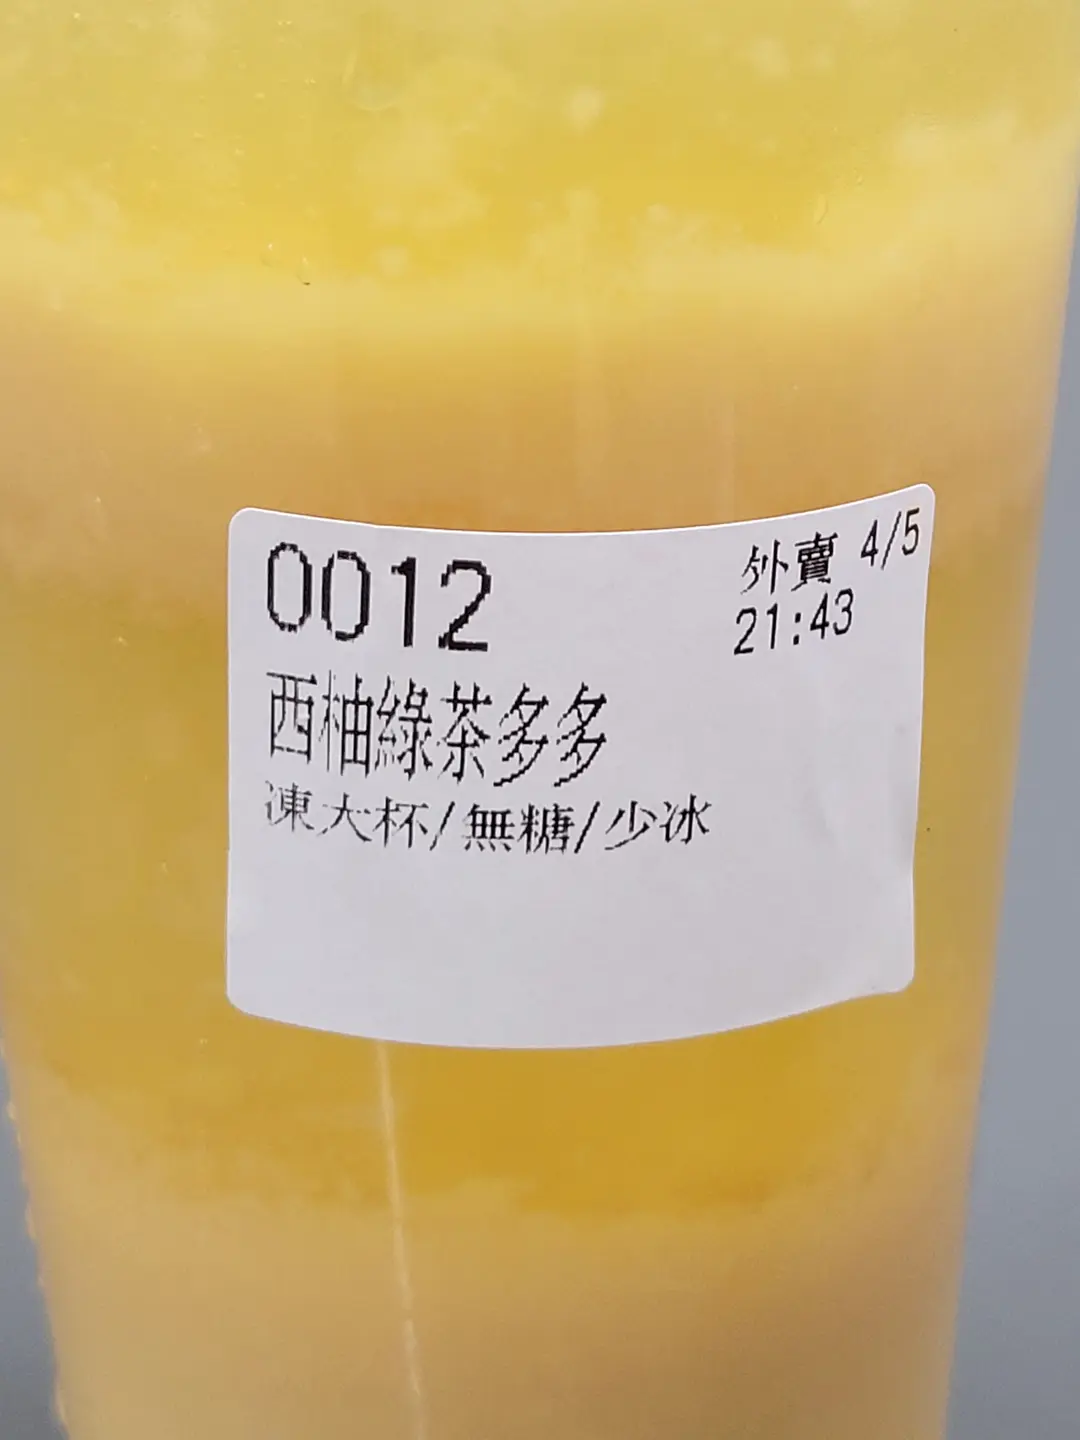 0012
外賣 4/5
21:43
西柚綠茶多多
凍大杯/無糖/少冰